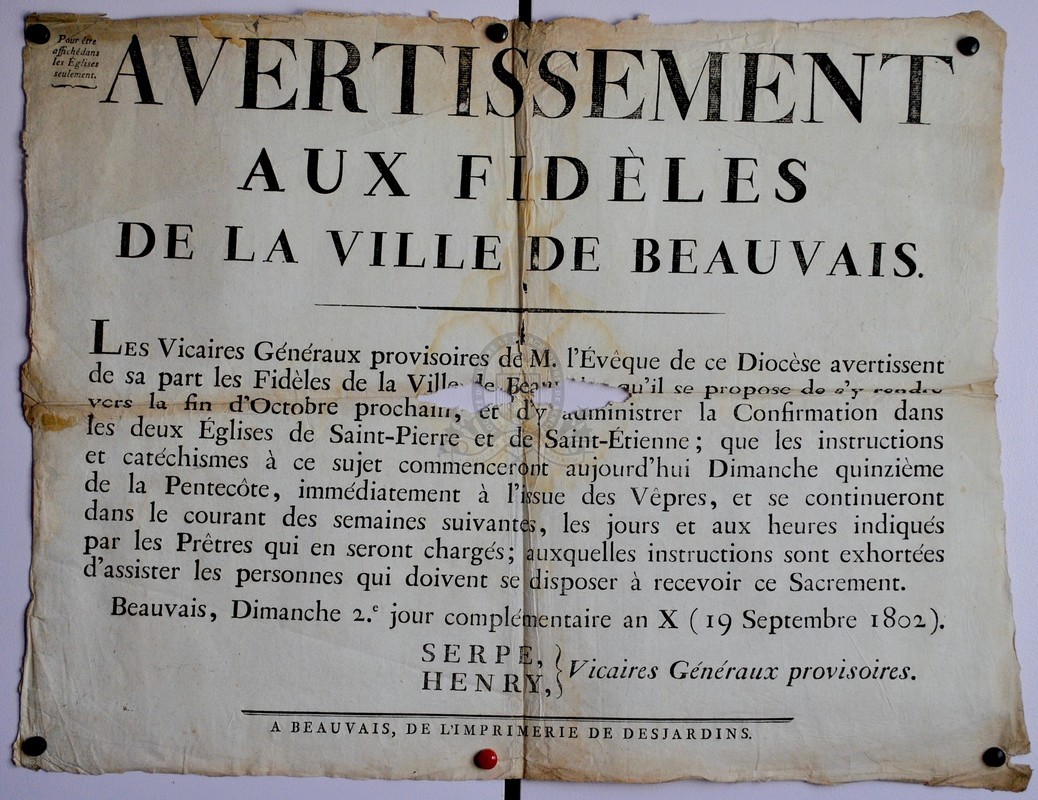 Pour être
affiché dans
les Églises
seulement.
AVERTISSEMENT
AUX FIDÈLES
DE LA VILLE DE BEAUVAIS.
LES Vicaires Généraux provisoires de M. l'Évêque de ce Diocèse avertissent
de sa part les Fidèles de la Ville de qu'il se propose de s'y rendre
vers la fin d'Octobre prochain, et d'y administrer la Confirmation dans
les deux Églises de Saint-Pierre et de Saint-Étienne ; que les instructions
et catéchismes à ce sujet commenceront aujourd'hui Dimanche quinzième
de la Pentecôte, immédiatement à l'issue des Vêpres, et se continueront
dans le courant des semaines suivantes, les jours et aux heures indiqués
par les Prêtres qui en seront chargés ; auxquelles instructions sont exhortées
d'assister les personnes qui doivent se disposer à recevoir ce Sacrement.
Beauvais, Dimanche 2.e jour complémentaire an X ( 19 Septembre 1802 ).
SERPE,
HENRY, } Vicaires Généraux provisoires.
A BEAUVAIS, DE L'IMPRIMERIE DE DESJARDINS.